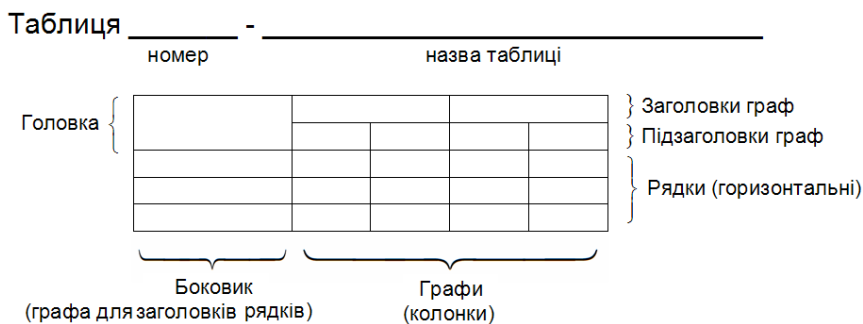 Таблиця _______ - ________________________________
номер назва таблиці
Головка
Заголовки граф
Підзаголовки граф
Рядки (горизонтальні)
Боковик
(графа для заголовків рядків)
Графи
(колонки)